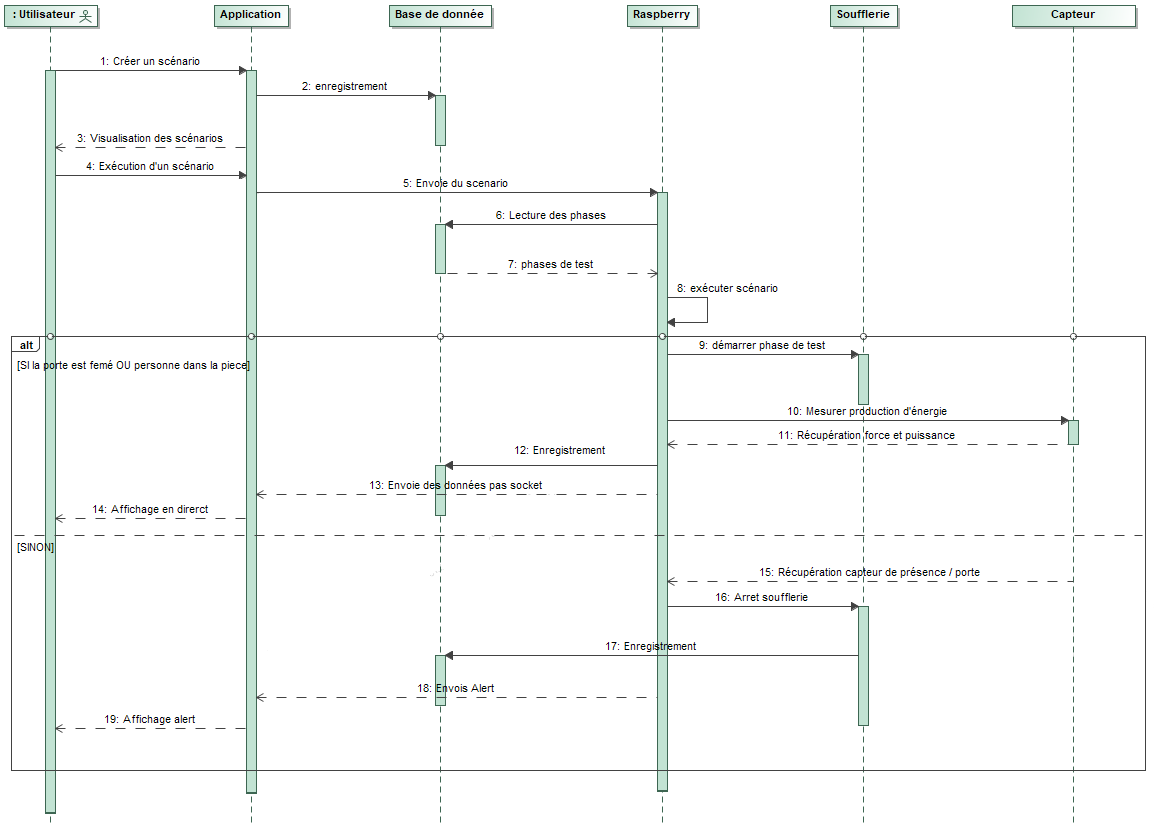 : Utilisateur
Application
Base de donnée
Raspberry
Soufflerie
Capteur
1: Créer un scénario
2: enregistrement
3: Visualisation des scénarios
4: Exécution d'un scénario
5: Envoie du scenario
6: Lecture des phases
7: phases de test
8: exécuter scénario
alt
9: démarrer phase de test
[SI la porte est femé OU personne dans la piece]
10: Mesurer production d'énergie
11: Récupération force et puissance
12: Enregistrement
13: Envoie des données pas socket
14: Affichage en direrct
[SINON]
15: Récupération capteur de présence / porte
16: Arret soufflerie
17: Enregistrement
18: Envois Alert
19: Affichage alert